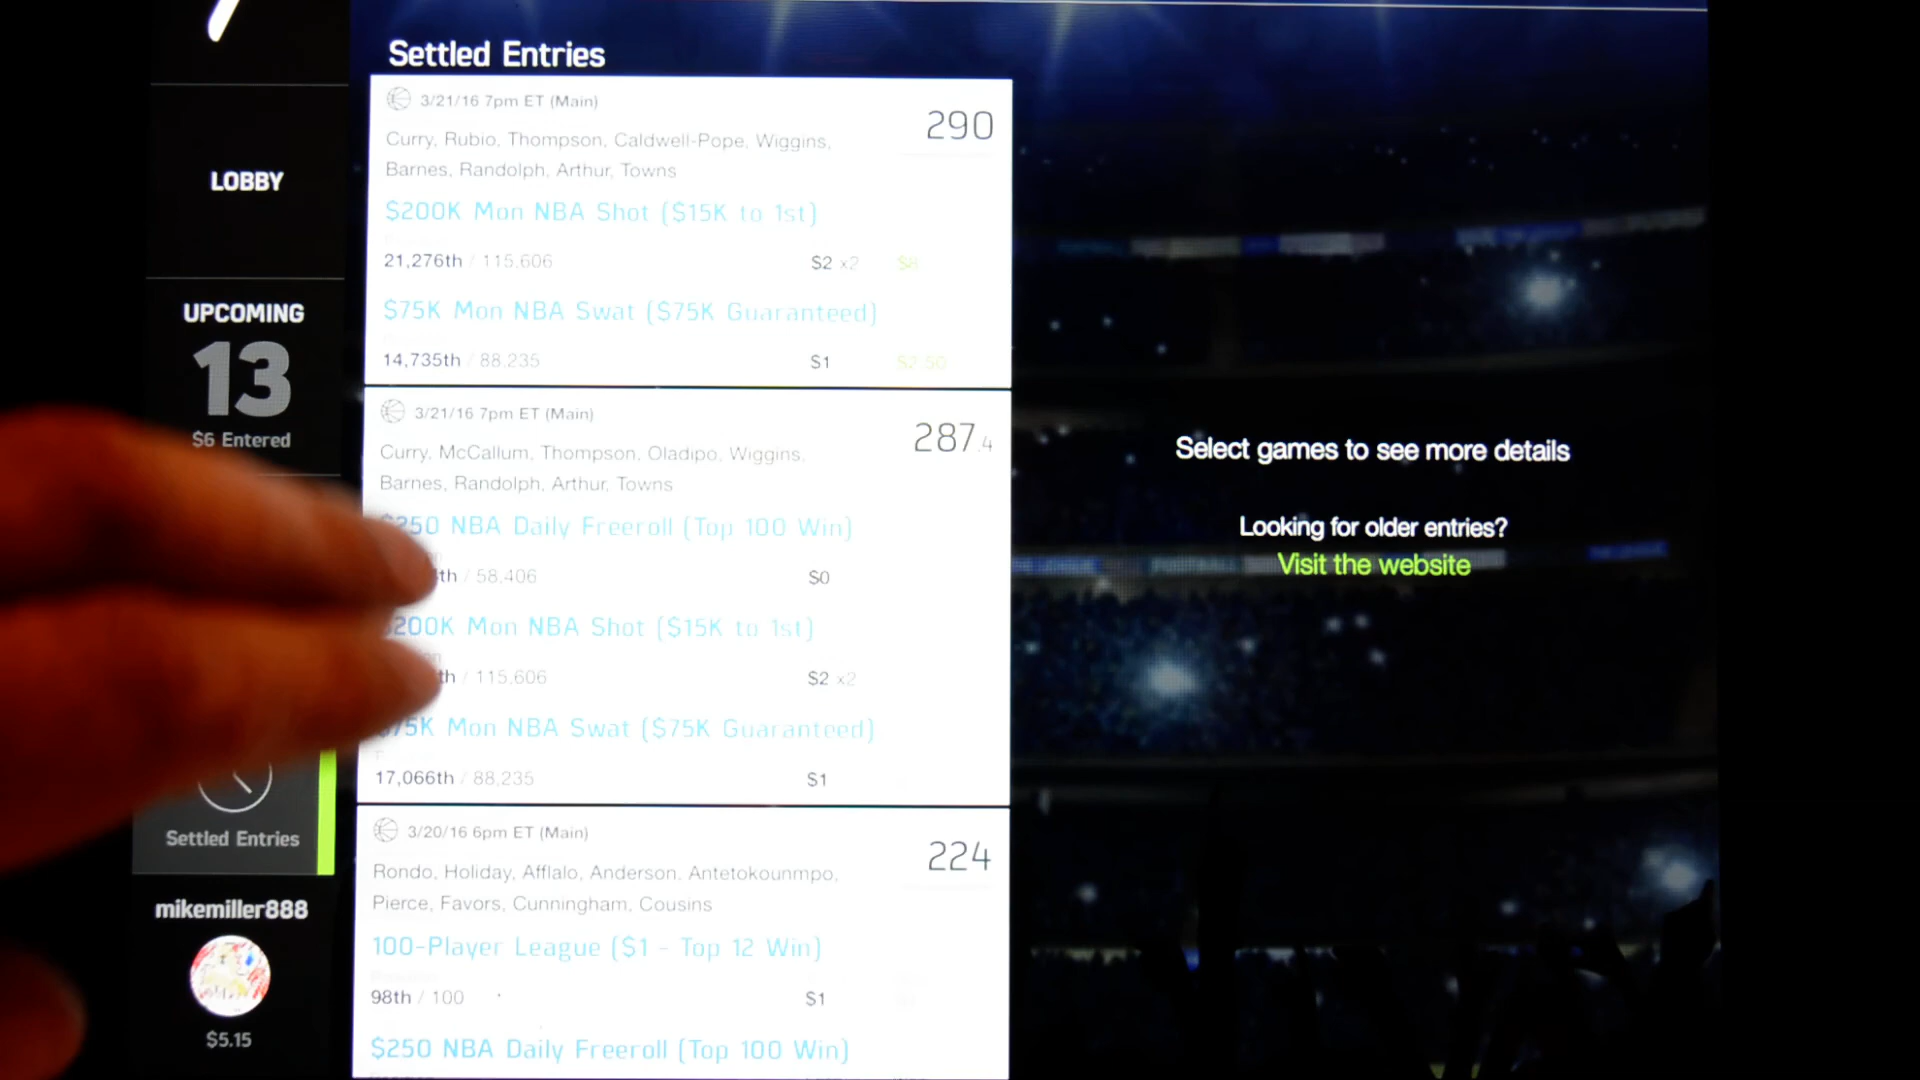 Settled Entries
3/21/16 7pm ET (Main)
290
Curry, Rubio, Thompson, Caldwell-Pope, Wiggins,
Barnes, Randolph, Arthur, Towns
$200K Mon NBA Shot ($15K to 1st)
21,276th / 115,606 $2 x2 $8
$75K Mon NBA Swat ($75K Guaranteed)
14,735th / 88,235 $1 $2.50
3/21/16 7pm ET (Main)
287.4
Curry, McCallum, Thompson, Oladipo, Wiggins,
Barnes, Randolph, Arthur, Towns
$250 NBA Daily Freeroll (Top 100 Win)
th / 58,406 $0
$200K Mon NBA Shot ($15K to 1st)
th / 115,606 $2 x2
$75K Mon NBA Swat ($75K Guaranteed)
17,066th / 88,235 $1
3/20/16 6pm ET (Main)
224
Rondo, Holiday, Afflalo, Anderson, Antetokounmpo,
Pierce, Favors, Cunningham, Cousins
100-Player League ($1 - Top 12 Win)
98th / 100 $1
$250 NBA Daily Freeroll (Top 100 Win)
LOBBY
UPCOMING
13
$6 Entered
Settled Entries
mikemiller888
$5.15
Select games to see more details
Looking for older entries?
Visit the website